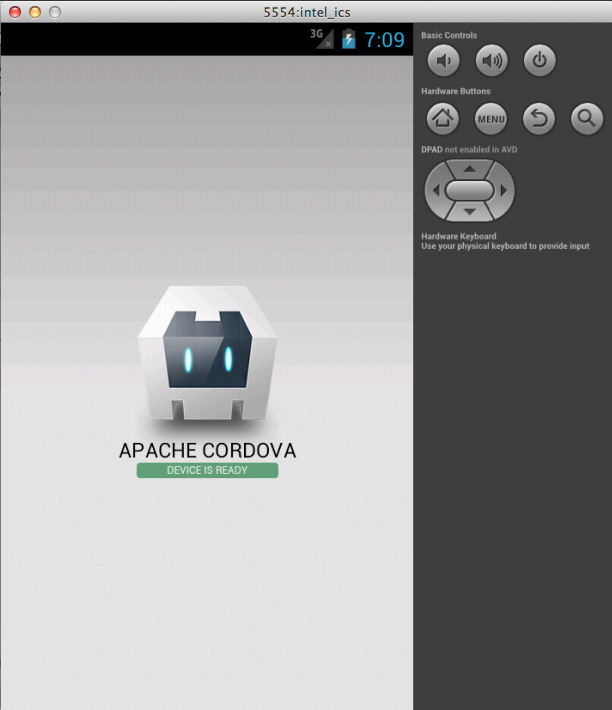 5554:intel_ics
3G
7:09
Basic Controls
Hardware Buttons
MENU
DPAD not enabled in AVD
Hardware Keyboard
Use your physical keyboard to provide input
APACHE CORDOVA
DEVICE IS READY